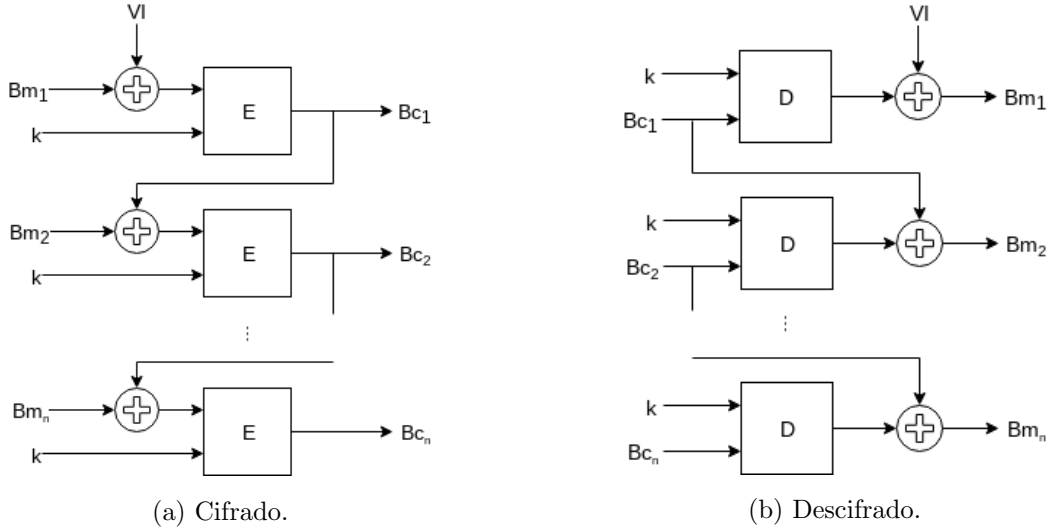 VI
Bm1
k
E
Bc1
Bm2
k
E
Bc2
⋮
Bmn
k
E
Bcn
(a) Cifrado.
VI
k
Bc1
D
Bm1
k
Bc2
D
Bm2
⋮
k
Bcn
D
Bmn
(b) Descifrado.